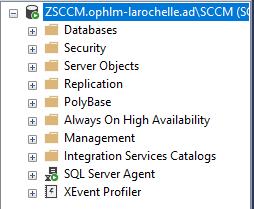 ZSCCM.ophlm-larochelle.ad\SCCM (SQ
Databases
Security
Server Objects
Replication
PolyBase
Always On High Availability
Management
Integration Services Catalogs
SQL Server Agent
XEvent Profiler